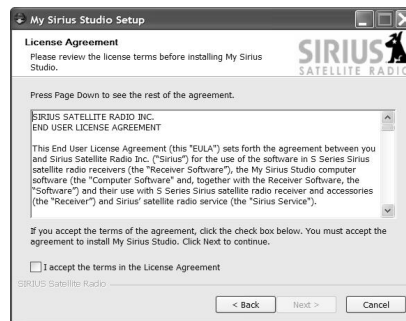 My Sirius Studio Setup
License Agreement
Please review the license terms before installing My Sirius
Studio.
SIRIUS
SATELLITE RADIO
Press Page Down to see the rest of the agreement.
SIRIUS SATELLITE RADIO INC.
END USER LICENSE AGREEMENT
This End User License Agreement (this "EULA") sets forth the agreement between you
and Sirius Satellite Radio Inc. ("Sirius") for the use of the software in S Series Sirius
satellite radio receivers (the "Receiver Software"), the My Sirius Studio computer
software (the "Computer Software" and, together with the Receiver Software, the
"Software") and their use with S Series Sirius satellite radio receiver and accessories
(the "Receiver") and Sirius' satellite radio service (the "Sirius Service").
If you accept the terms of the agreement, click the check box below. You must accept the
agreement to install My Sirius Studio. Click Next to continue.
I accept the terms in the License Agreement
SIRIUS Satellite Radio
< Back Next > Cancel